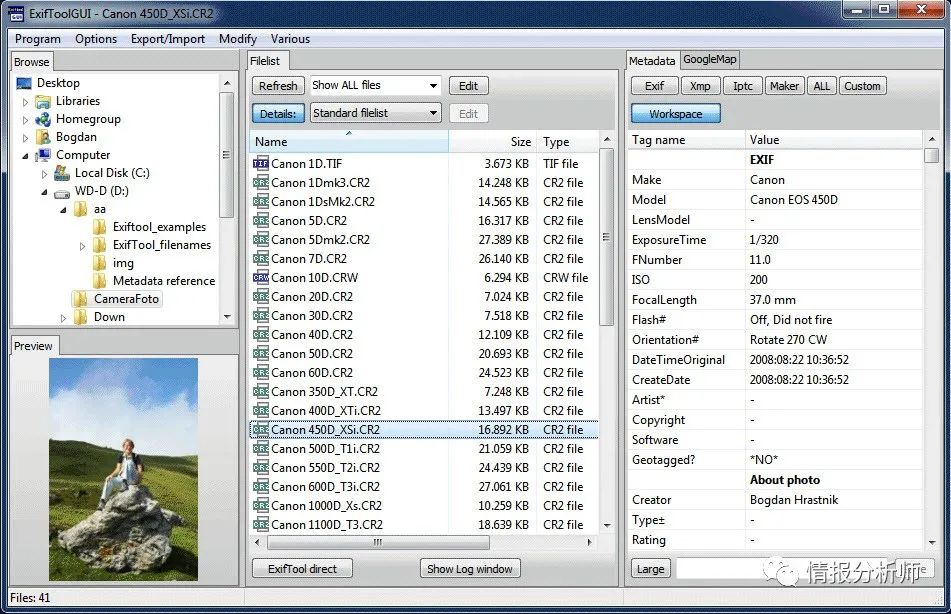 ExifToolGUI - Canon 450D_XSi.CR2
Program Options Export/Import Modify Various
Browse
Desktop
Libraries
Homegroup
Bogdan
Computer
Local Disk (C:)
WD-D (D:)
aa
Exiftool_examples
ExifTool_filenames
img
Metadata reference
CameraFoto
Down
Preview
Filelist
Refresh Show ALL files Edit
Details: Standard filelist Edit
Name Size Type
Canon 1D.TIF 3.673 KB TIF file
Canon 1Dmk3.CR2 14.248 KB CR2 file
Canon 1DsMk2.CR2 14.565 KB CR2 file
Canon 5D.CR2 16.317 KB CR2 file
Canon 5Dmk2.CR2 27.389 KB CR2 file
Canon 7D.CR2 26.140 KB CR2 file
Canon 10D.CRW 6.294 KB CRW file
Canon 20D.CR2 7.024 KB CR2 file
Canon 30D.CR2 7.518 KB CR2 file
Canon 40D.CR2 12.109 KB CR2 file
Canon 50D.CR2 20.693 KB CR2 file
Canon 60D.CR2 24.523 KB CR2 file
Canon 350D_XT.CR2 7.248 KB CR2 file
Canon 400D_XTi.CR2 13.497 KB CR2 file
Canon 450D_XSi.CR2 16.892 KB CR2 file
Canon 500D_T1i.CR2 21.059 KB CR2 file
Canon 550D_T2i.CR2 24.439 KB CR2 file
Canon 600D_T3i.CR2 27.061 KB CR2 file
Canon 1000D_Xs.CR2 10.259 KB CR2 file
Canon 1100D_T3.CR2 18.639 KB CR2 file
ExifTool direct Show Log window
Metadata GoogleMap
Exif Xmp Iptc Maker ALL Custom
Workspace
Tag name Value
EXIF
Make Canon
Model Canon EOS 450D
LensModel -
ExposureTime 1/320
FNumber 11.0
ISO 200
FocalLength 37.0 mm
Flash# Off, Did not fire
Orientation# Rotate 270 CW
DateTimeOriginal 2008:08:22 10:36:52
CreateDate 2008:08:22 10:36:52
Artist* -
Copyright -
Software -
Geotagged? *NO*
About photo
Creator Bogdan Hrastnik
Type± -
Rating -
Large
情报分析师
Files: 41